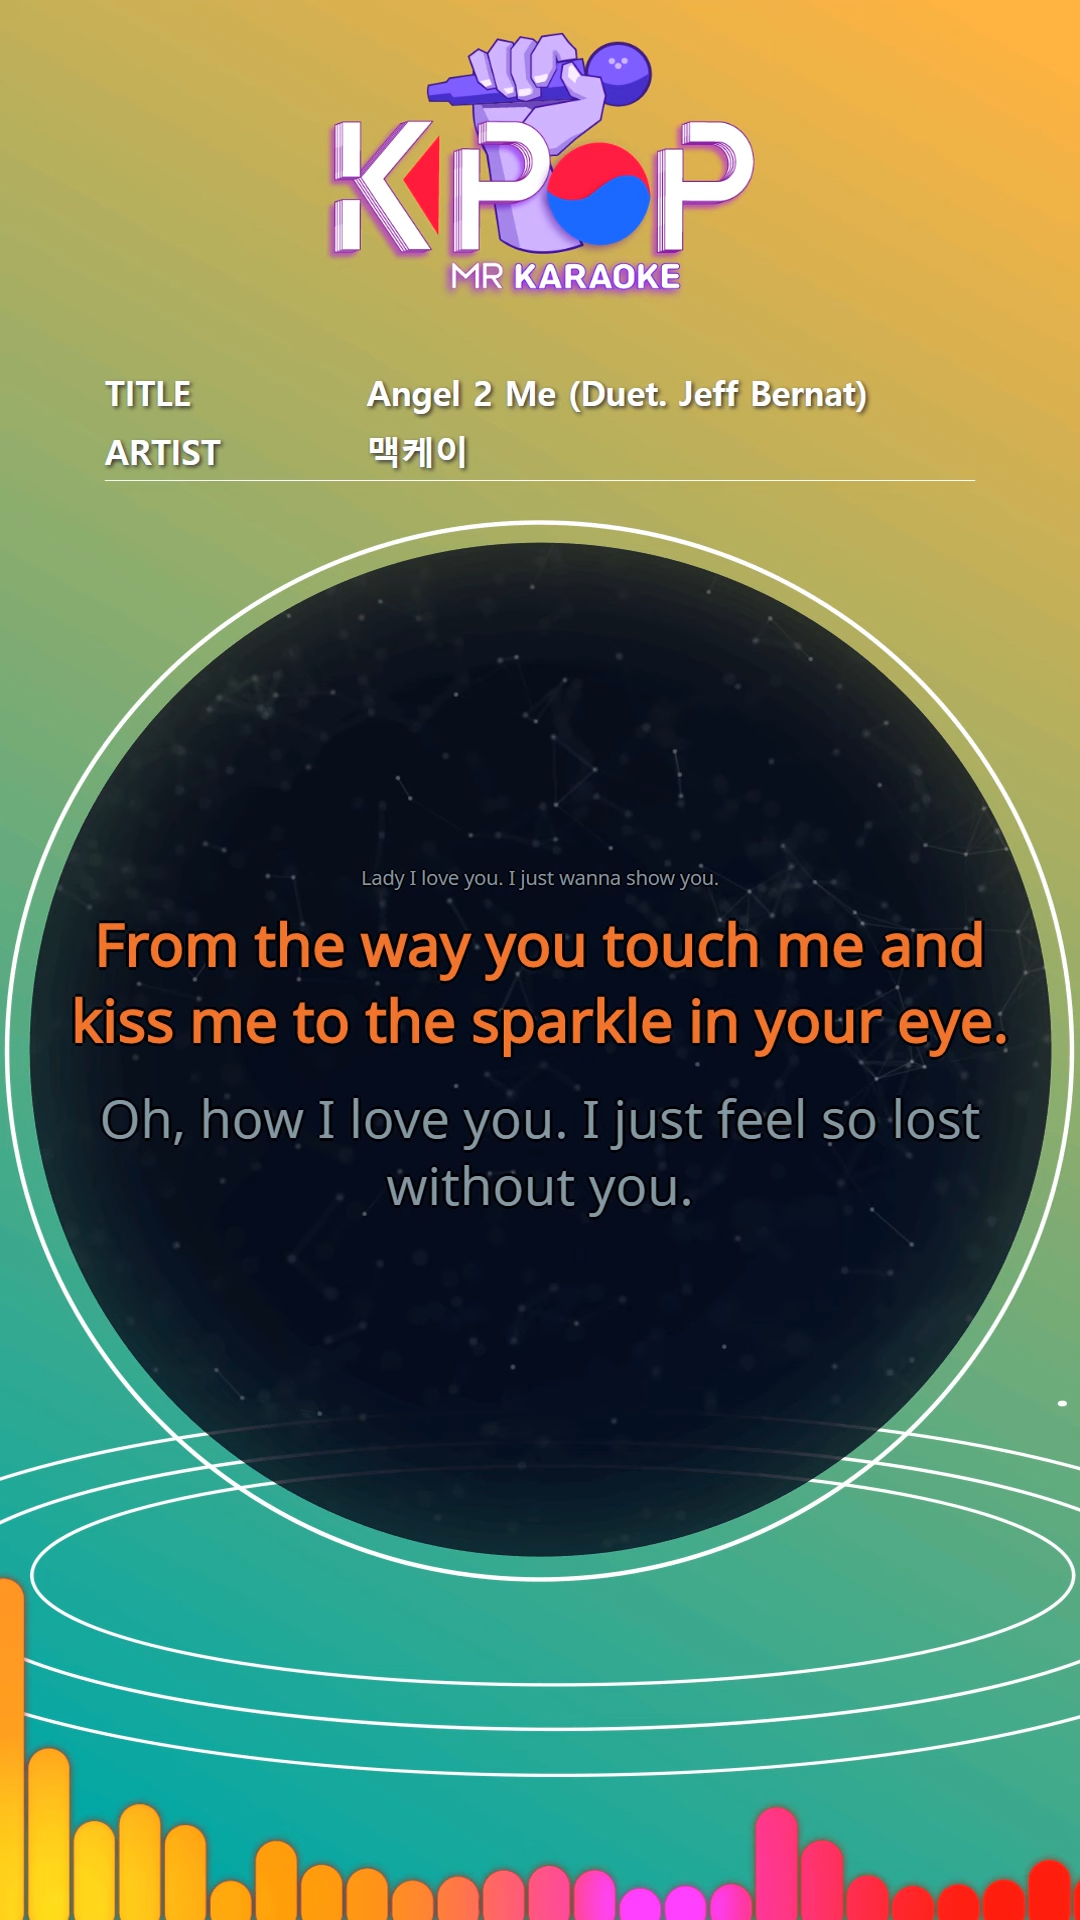 KPOP
MR KARAOKE
TITLE Angel 2 Me (Duet. Jeff Bernat)
ARTIST 맥케이
Lady I love you. I just wanna show you.
From the way you touch me and
kiss me to the sparkle in your eye.
Oh, how I love you. I just feel so lost
without you.